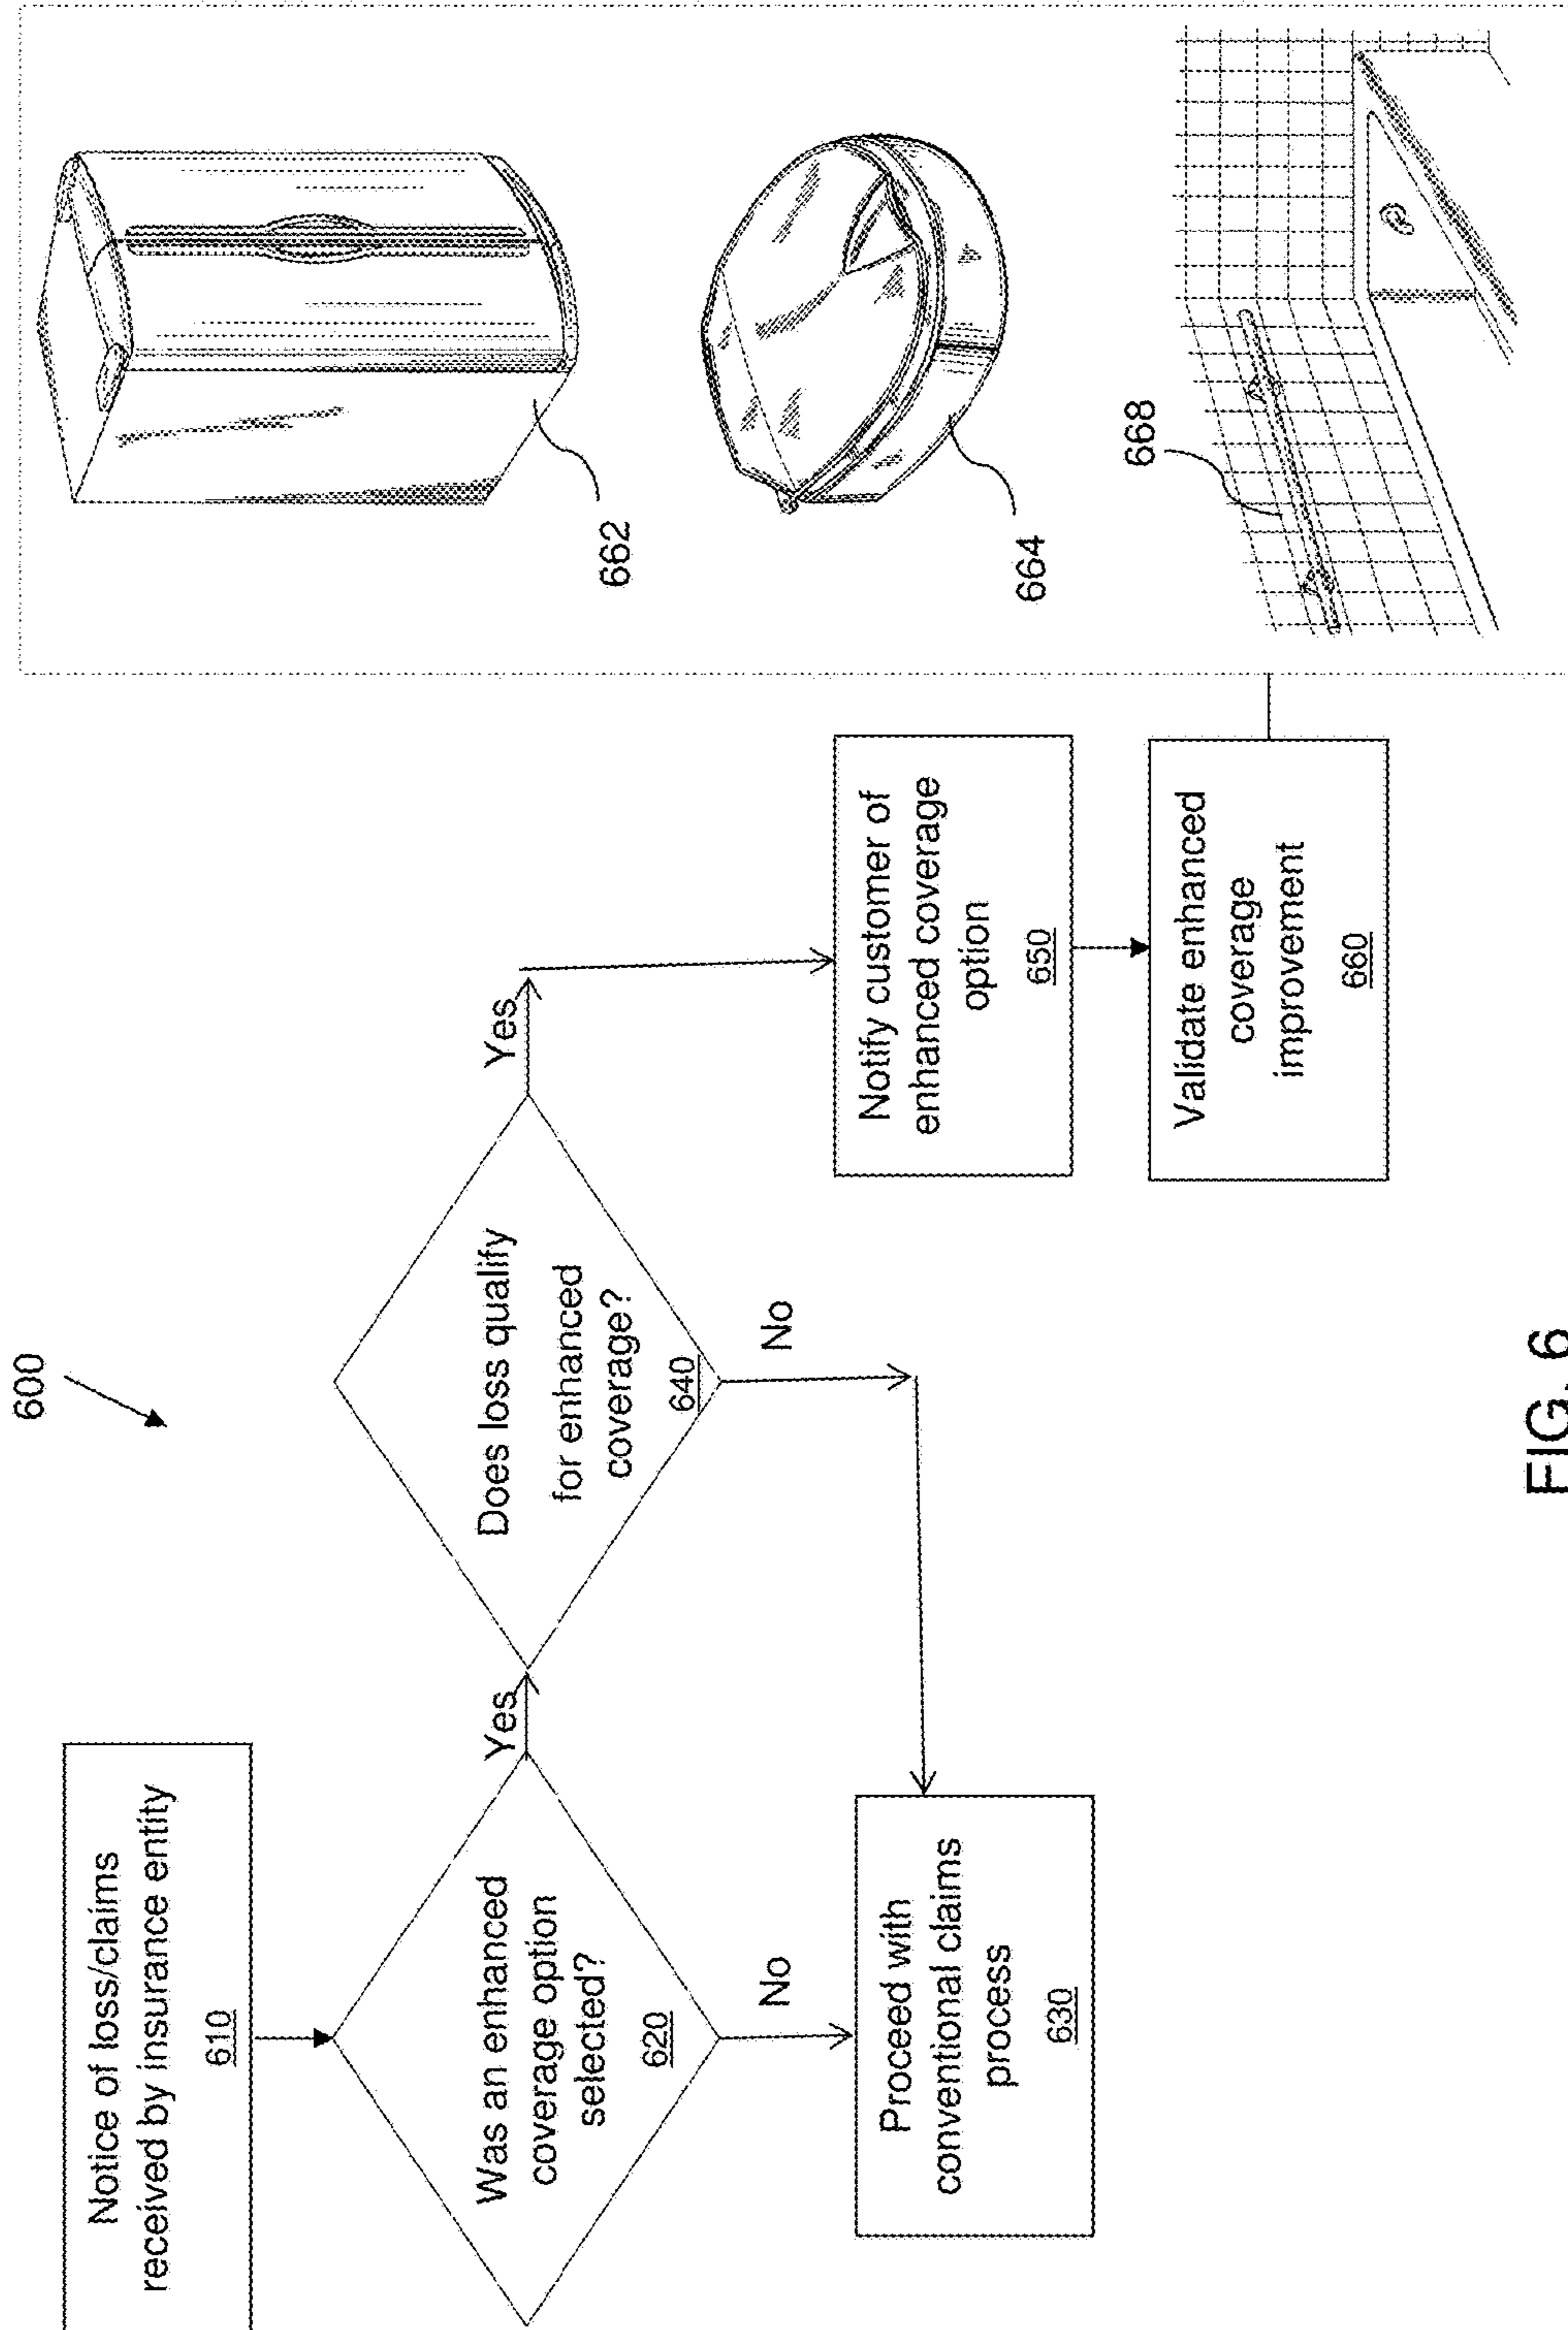 600
Notice of loss/claims
received by insurance entity
610
Was an enhanced
coverage option
selected?
620
Yes
No
Proceed with
conventional claims
process
630
Does loss qualify
for enhanced
coverage?
640
Yes
No
Notify customer of
enhanced coverage
option
650
Validate enhanced
coverage
improvement
660
662
664
668
FIG. 6